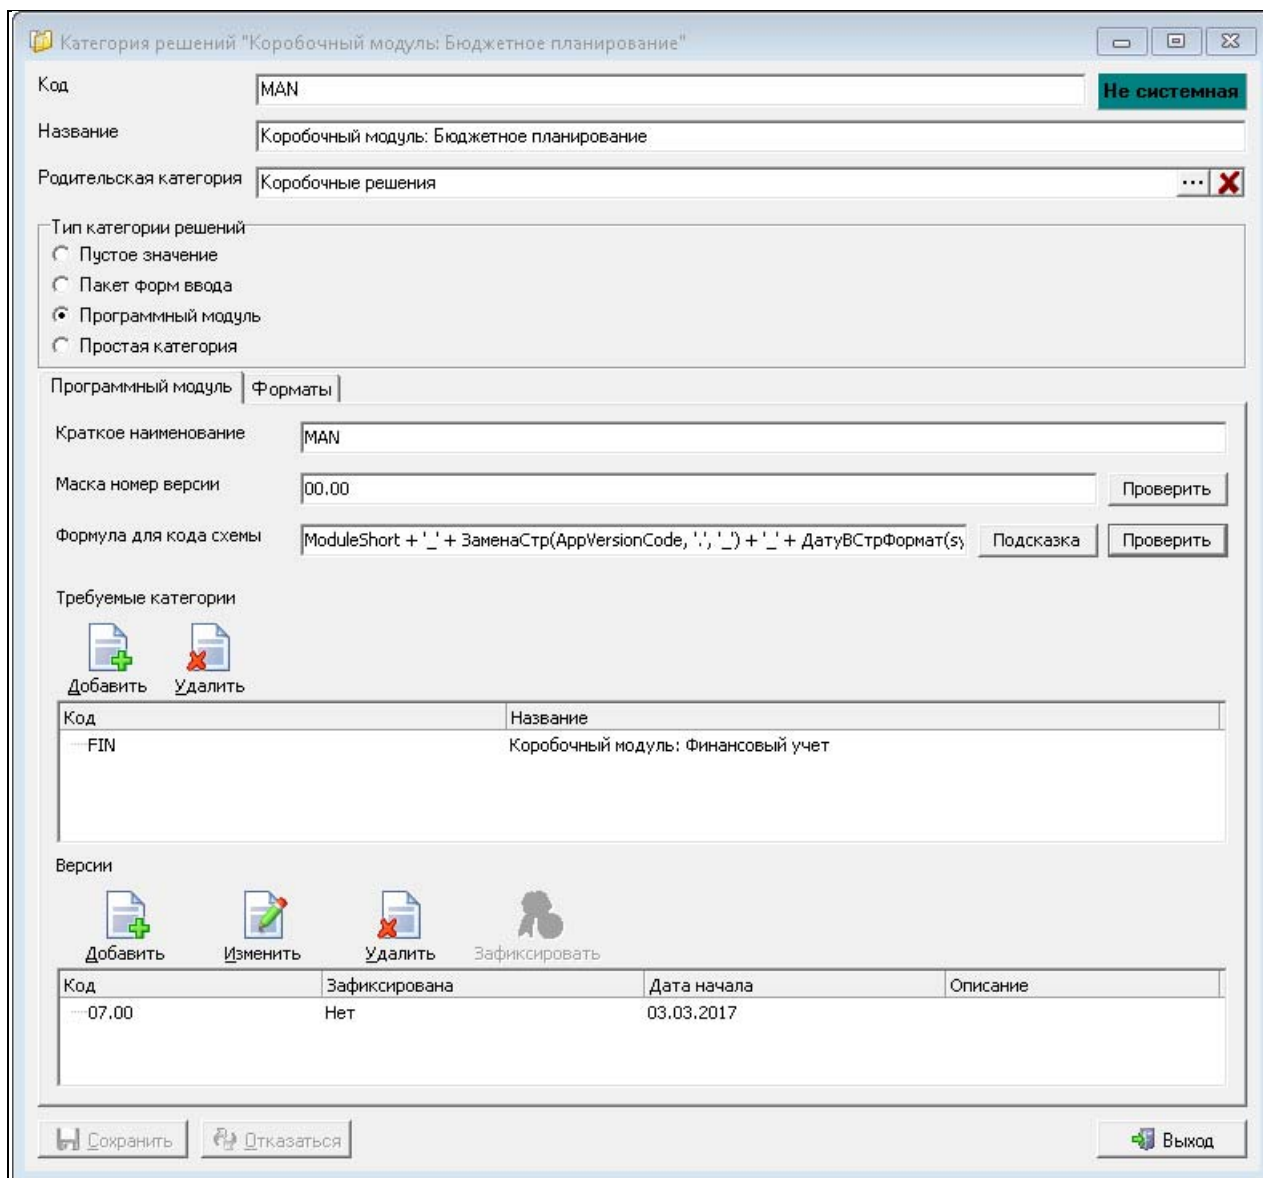 Категория решений "Коробочный модуль: Бюджетное планирование"
Код MAN Не системная
Название Коробочный модуль: Бюджетное планирование
Родительская категория Коробочные решения ...
Тип категории решений
Пустое значение
Пакет форм ввода
Программный модуль
Простая категория
Программный модуль Форматы
Краткое наименование MAN
Маска номер версии 00.00 Проверить
Формула для кода схемы ModuleShort + '_' + ЗаменаСтр(AppVersionCode, '.', '_') + '_' + ДатуВСтрФормат(sy Подсказка Проверить
Требуемые категории
Добавить Удалить
Код Название
FIN Коробочный модуль: Финансовый учет
Версии
Добавить Изменить Удалить Зафиксировать
Код Зафиксирована Дата начала Описание
07.00 Нет 03.03.2017
Сохранить Отказаться Выход